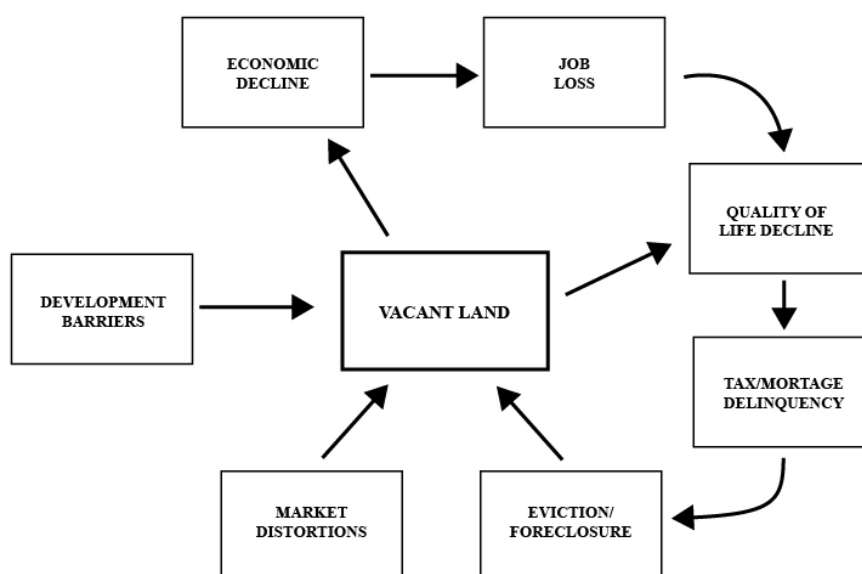 ECONOMIC
DECLINE
JOB
LOSS
QUALITY OF
LIFE DECLINE
DEVELOPMENT
BARRIERS
VACANT LAND
TAX/MORTAGE
DELINQUENCY
MARKET
DISTORTIONS
EVICTION/
FORECLOSURE